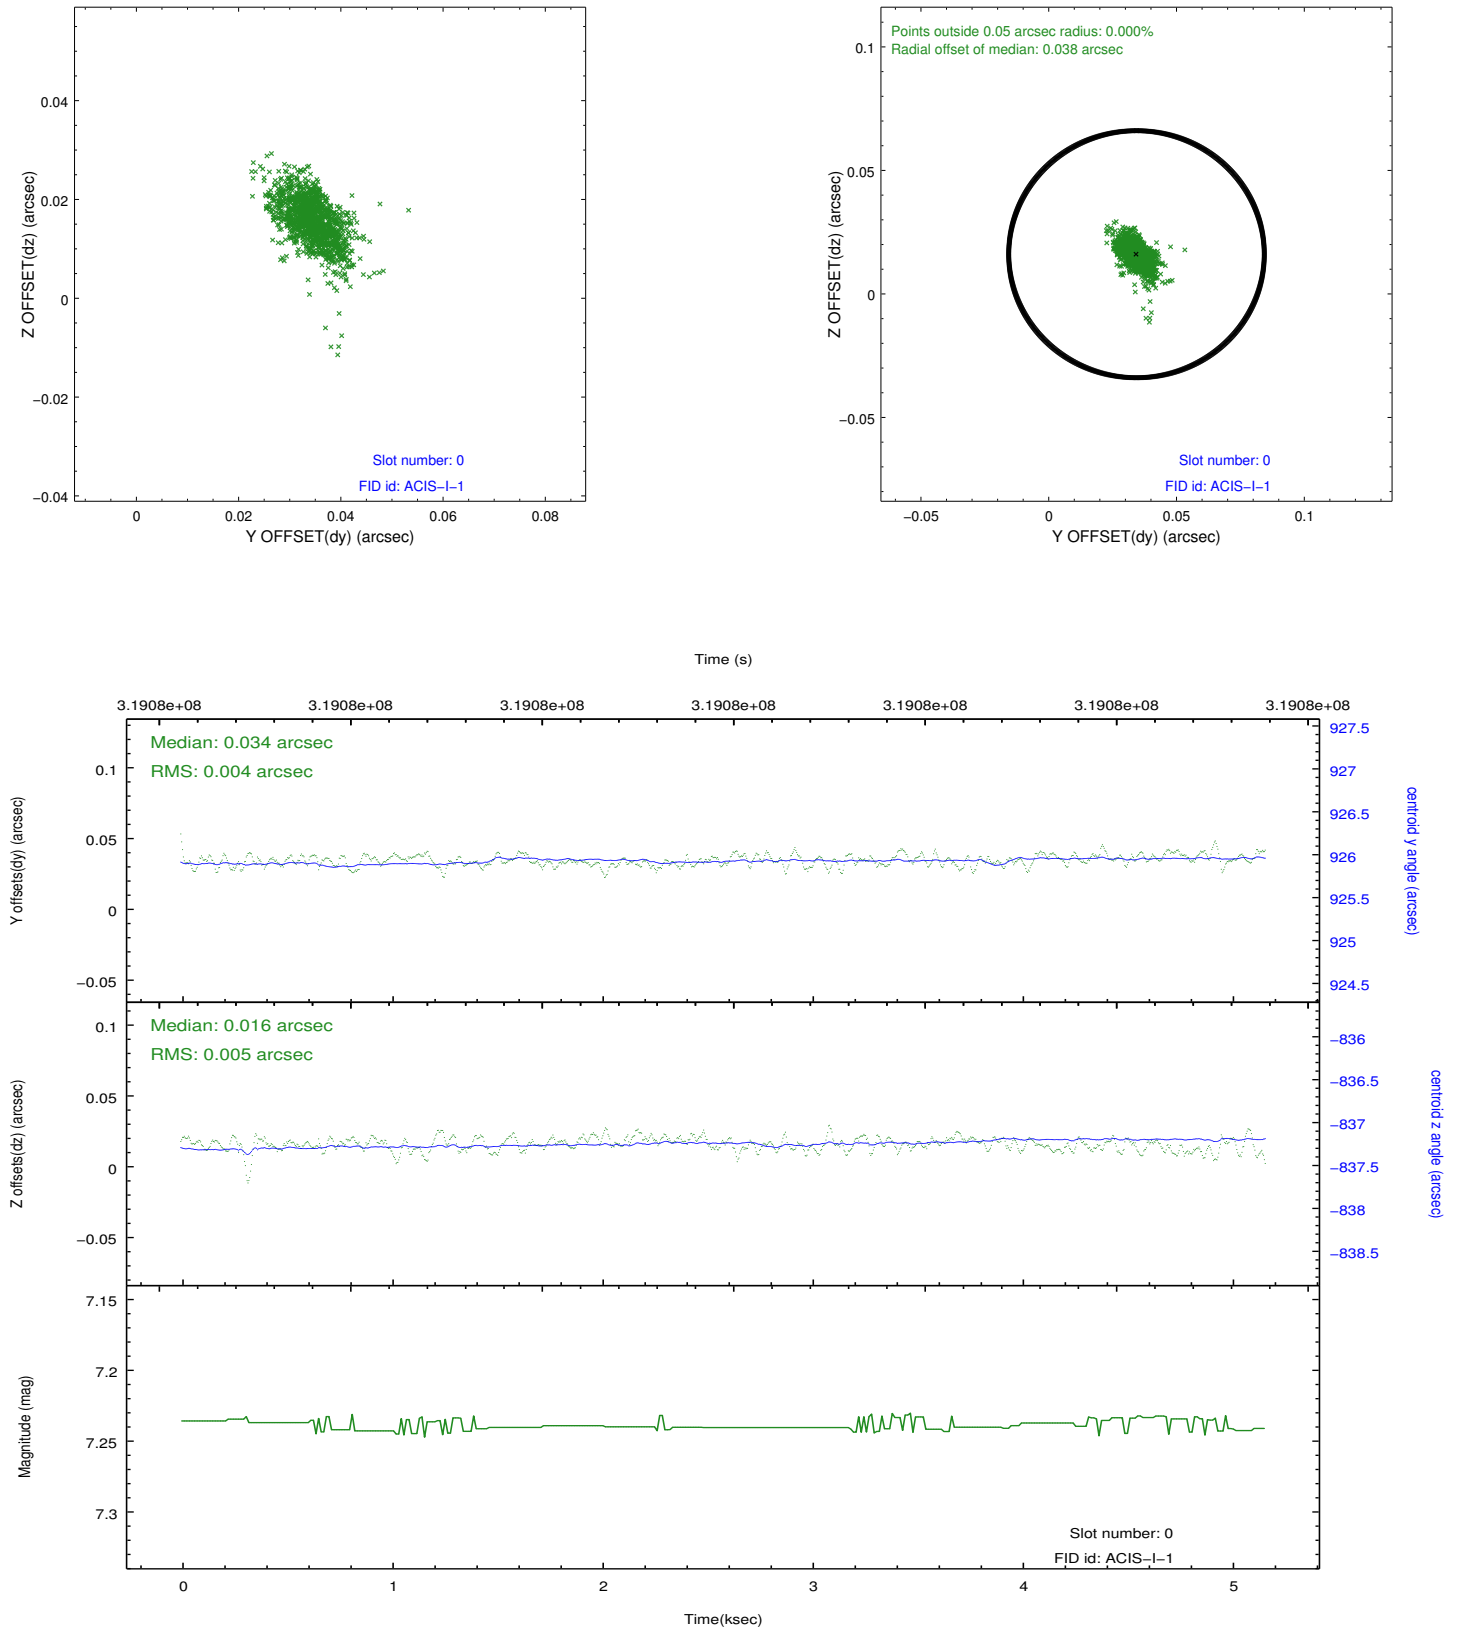 0.04
0.02
0
−0.02
−0.04
Z OFFSET(dz) (arcsec)
Slot number: 0
FID id: ACIS−I−1
0
0.02
0.04
0.06
0.08
Y OFFSET(dy) (arcsec)
Points outside 0.05 arcsec radius: 0.000%
Radial offset of median: 0.038 arcsec
0.1
0.05
0
−0.05
Z OFFSET(dz) (arcsec)
Slot number: 0
FID id: ACIS−I−1
−0.05
0
0.05
0.1
Y OFFSET(dy) (arcsec)
Time (s)
3.1908e+08
3.1908e+08
3.1908e+08
3.1908e+08
3.1908e+08
3.1908e+08
3.1908e+08
Median: 0.034 arcsec
RMS: 0.004 arcsec
0.1
0.05
0
−0.05
Y offsets(dy) (arcsec)
927.5
927
926.5
926
925.5
925
924.5
centroid y angle (arcsec)
Median: 0.016 arcsec
RMS: 0.005 arcsec
0.1
0.05
0
−0.05
Z offsets(dz) (arcsec)
−836
−836.5
−837
−837.5
−838
−838.5
centroid z angle (arcsec)
7.15
7.2
7.25
7.3
Magnitude (mag)
Slot number: 0
FID id: ACIS−I−1
0
1
2
3
4
5
Time(ksec)